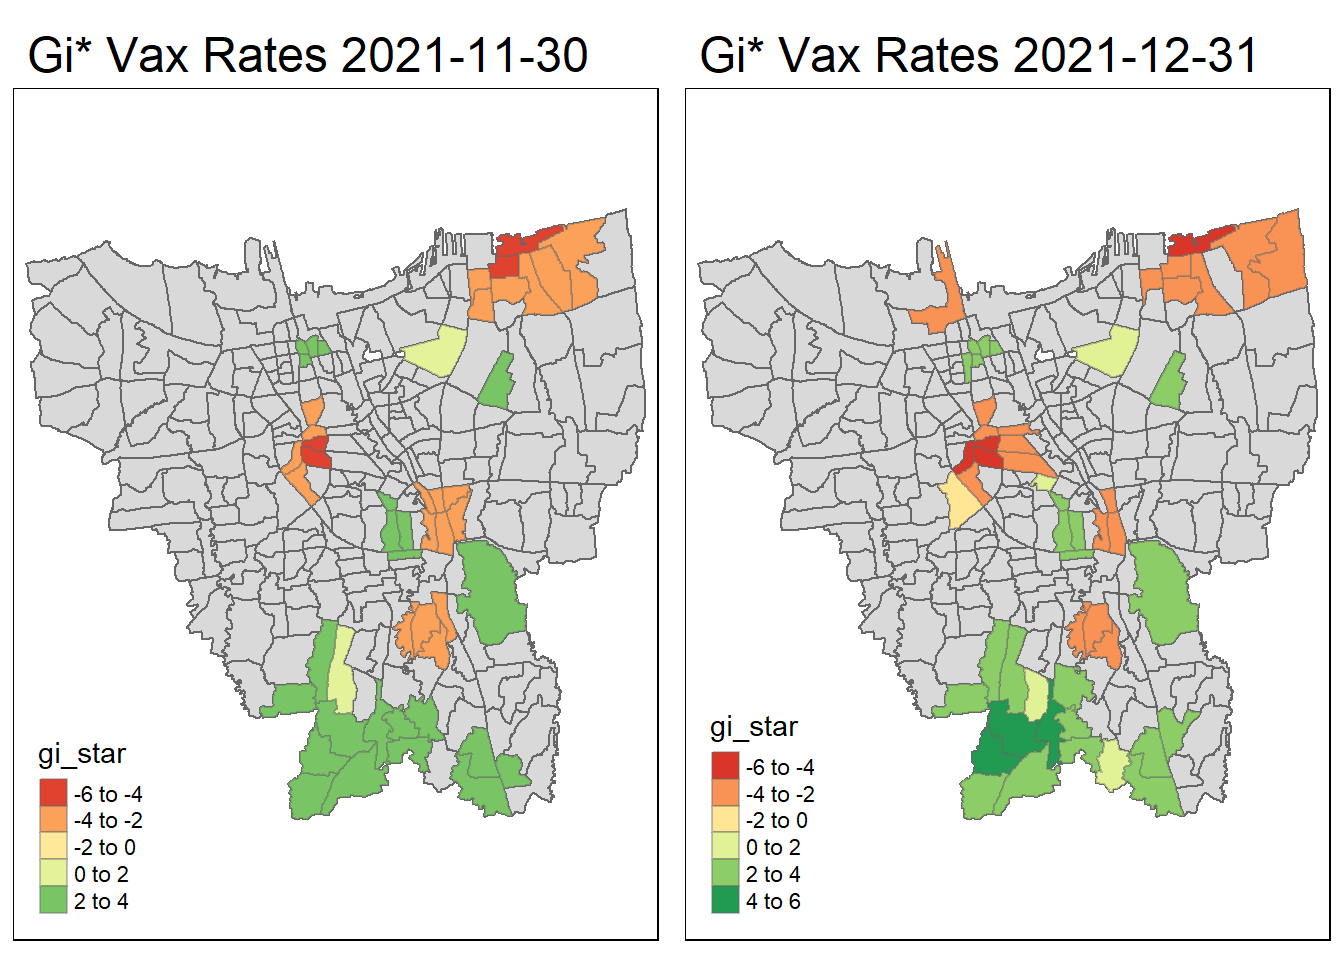 Gi* Vax Rates 2021-11-30
gi_star
-6 to -4
-4 to -2
-2 to 0
0 to 2
2 to 4
Gi* Vax Rates 2021-12-31
gi_star
-6 to -4
-4 to -2
-2 to 0
0 to 2
2 to 4
4 to 6